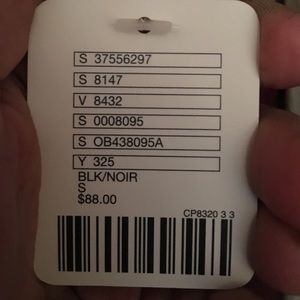 S 37556297
S 8147
V 8432
S 0008095
S OB438095A
Y 325
BLK/NOIR
S
$88.00
CP8320 3 3